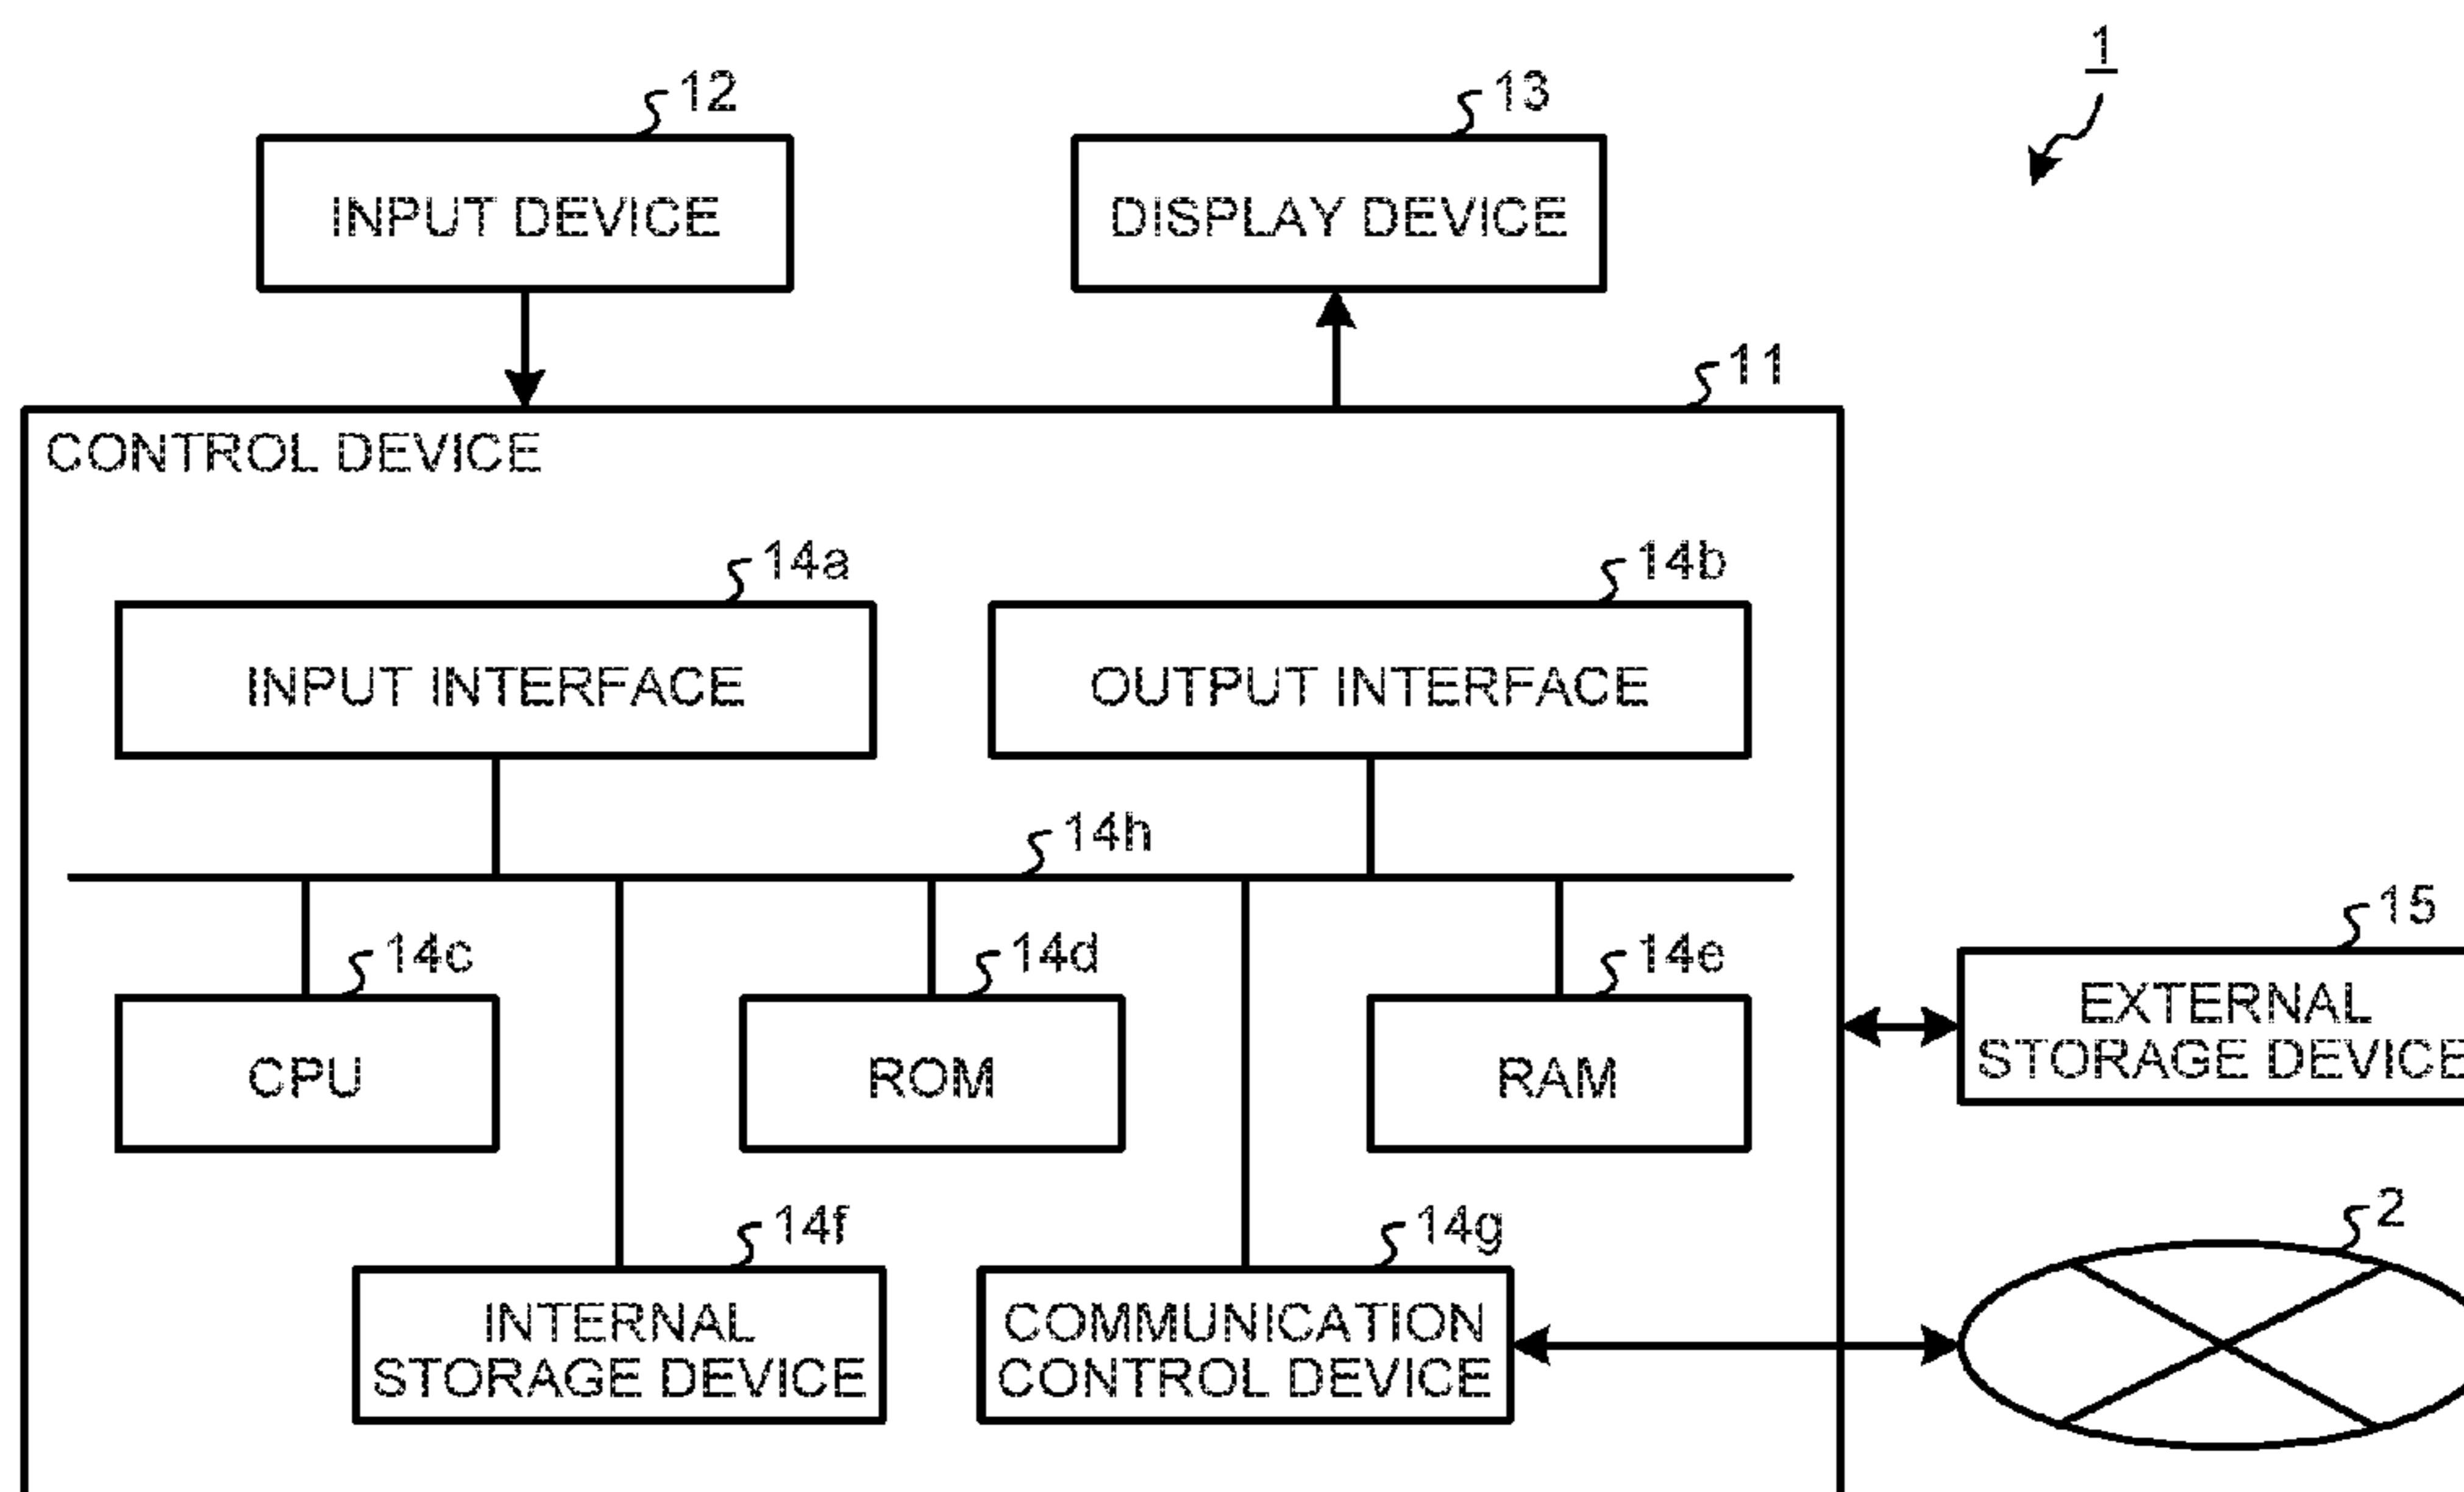 1
12
13
INPUT DEVICE
DISPLAY DEVICE
11
CONTROL DEVICE
14a
14b
INPUT INTERFACE
OUTPUT INTERFACE
14h
14c
14d
14e
15
CPU
ROM
RAM
EXTERNAL
STORAGE DEVICE
14f
14g
2
INTERNAL
STORAGE DEVICE
COMMUNICATION
CONTROL DEVICE